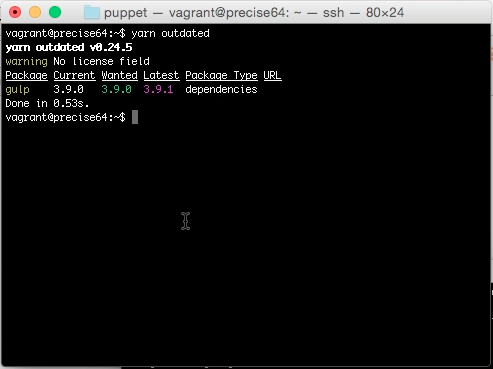 puppet — vagrant@precise64: ~ — ssh — 80×24
vagrant@precise64:~$ yarn outdated
yarn outdated v0.24.5
warning No license field
Package Current Wanted Latest Package Type URL
gulp 3.9.0 3.9.0 3.9.1 dependencies
Done in 0.53s.
vagrant@precise64:~$